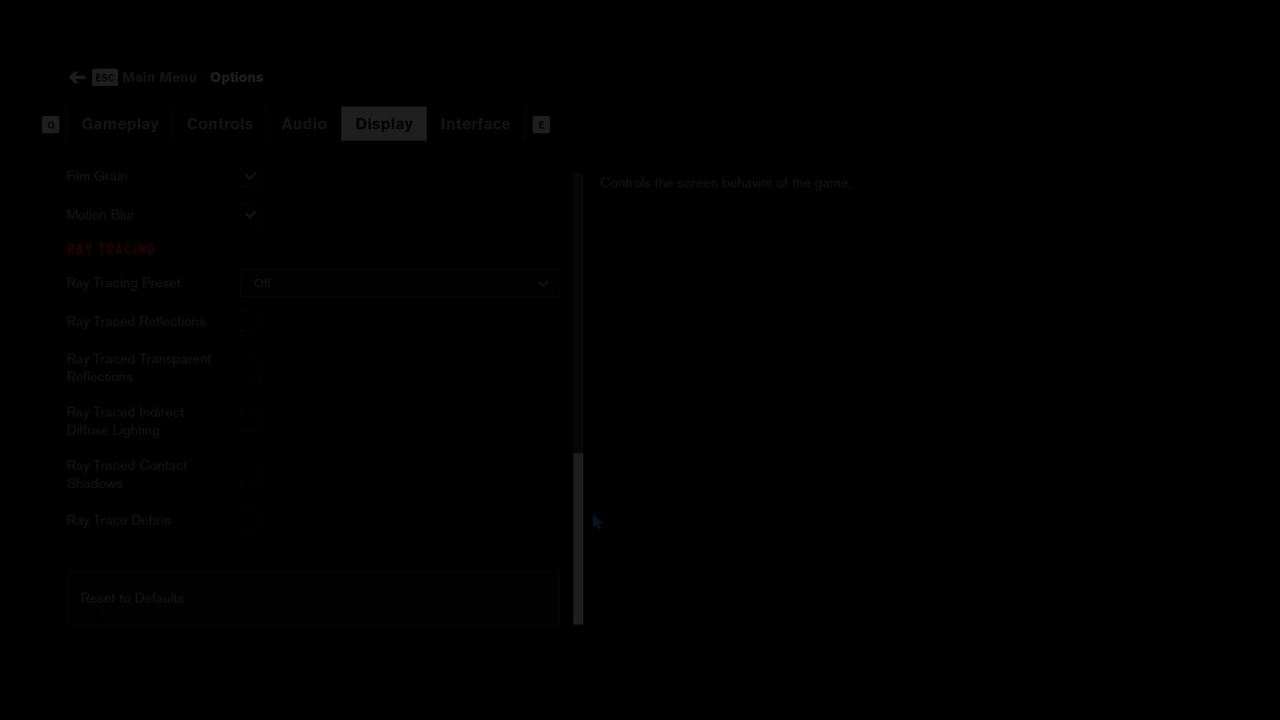 ESC Main Menu Options
Q Gameplay Controls Audio Display Interface E
Film Grain
Controls the screen behavior of the game.
Motion Blur
RAY TRACING
Ray Tracing Preset Off
Ray Traced Reflections
Ray Traced Transparent
Reflections
Ray Traced Indirect
Diffuse Lighting
Ray Traced Contact
Shadows
Ray Trace Debris
Reset to Defaults